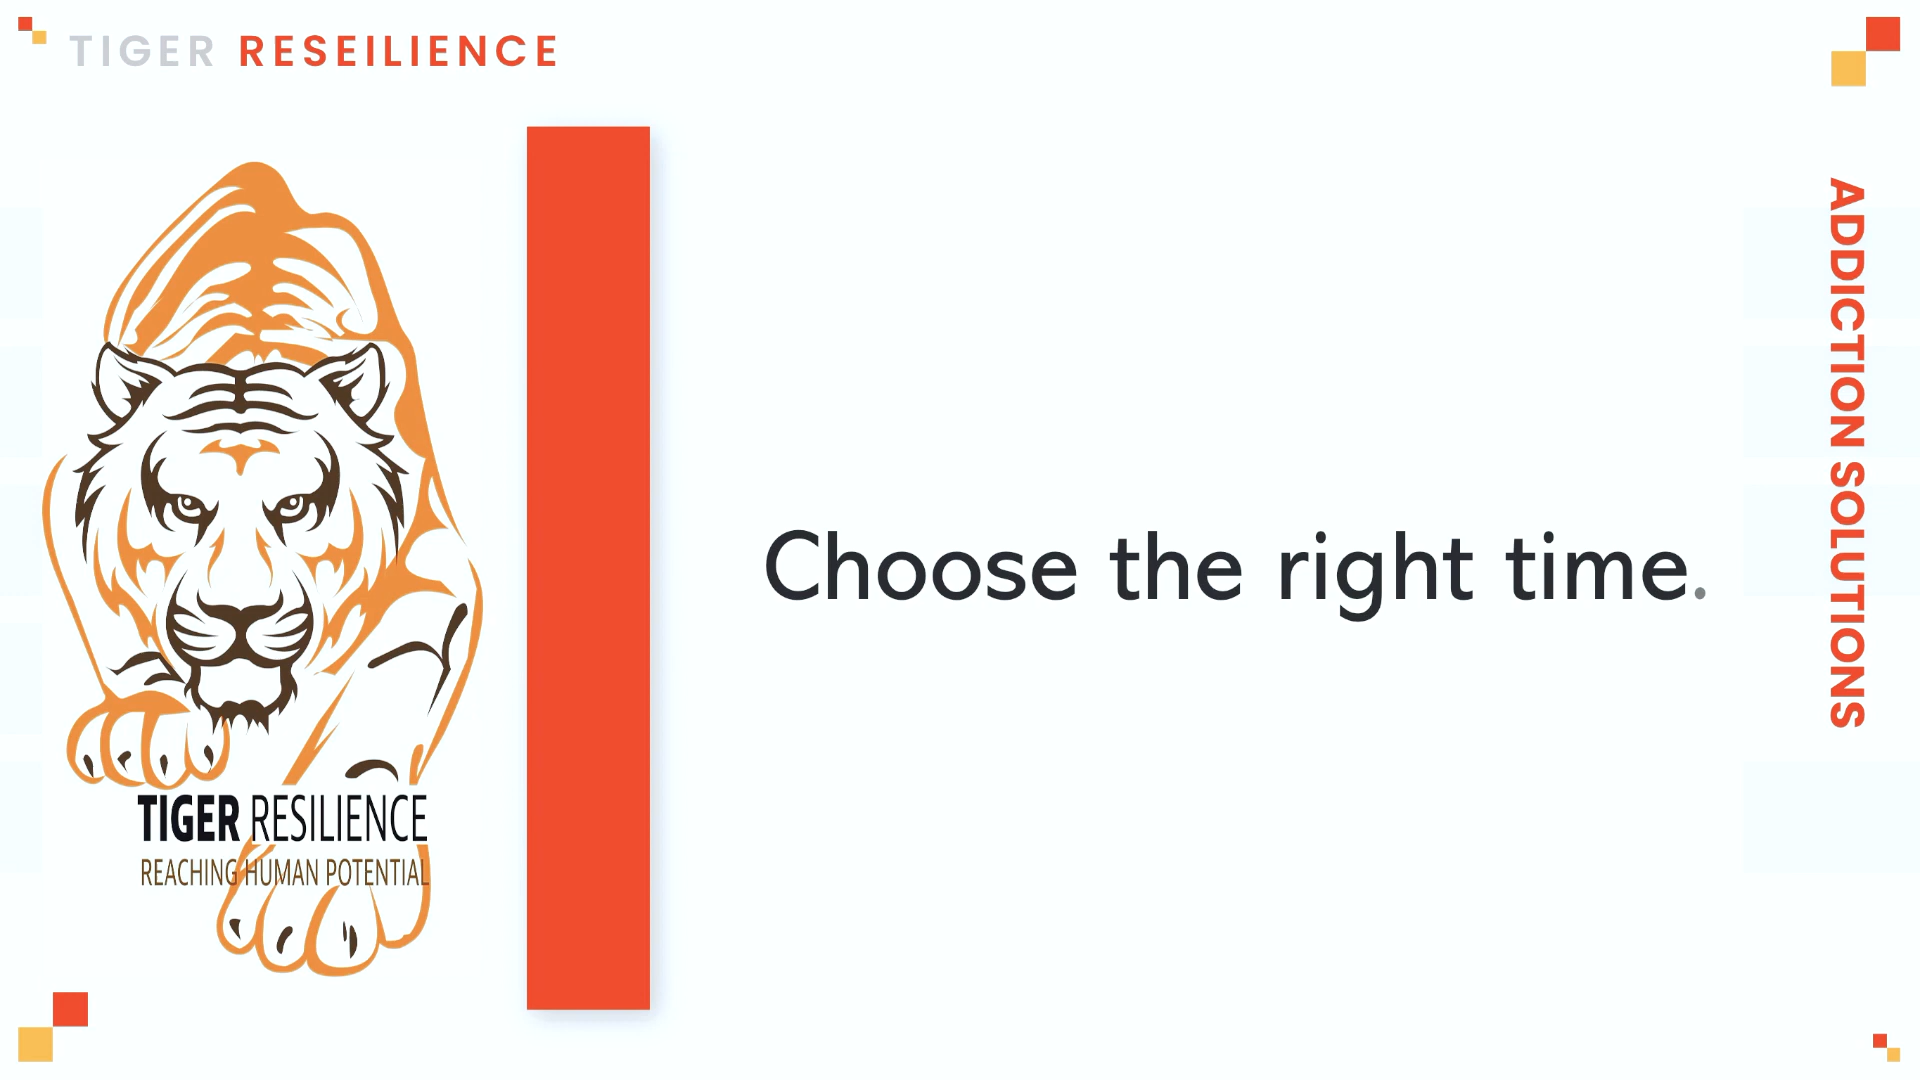 TIGER RESEILIENCE
TIGER RESILIENCE
REACHING HUMAN POTENTIAL
Choose the right time.
ADDICTION SOLUTIONS